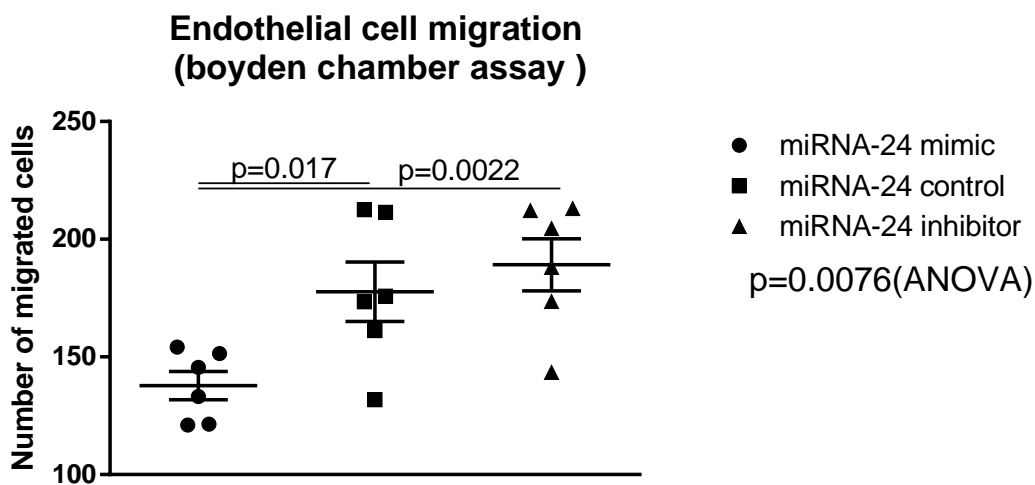 Endothelial cell migration
(boyden chamber assay )
Number of migrated cells
250
200
150
100
p=0.017
p=0.0022
miRNA-24 mimic
miRNA-24 control
miRNA-24 inhibitor
p=0.0076(ANOVA)